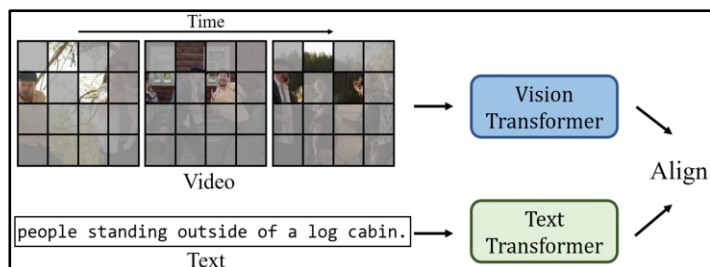 Time
Video
people standing outside of a log cabin.
Text
Vision
Transformer
Text
Transformer
Align